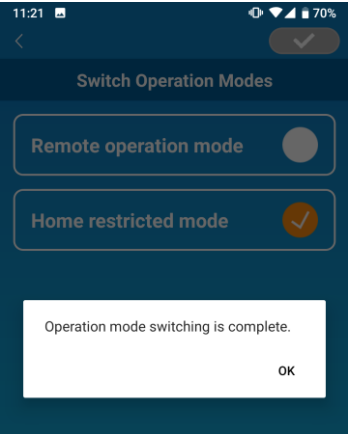 11:21 70%
Switch Operation Modes
Remote operation mode
Home restricted mode
Operation mode switching is complete.
OK